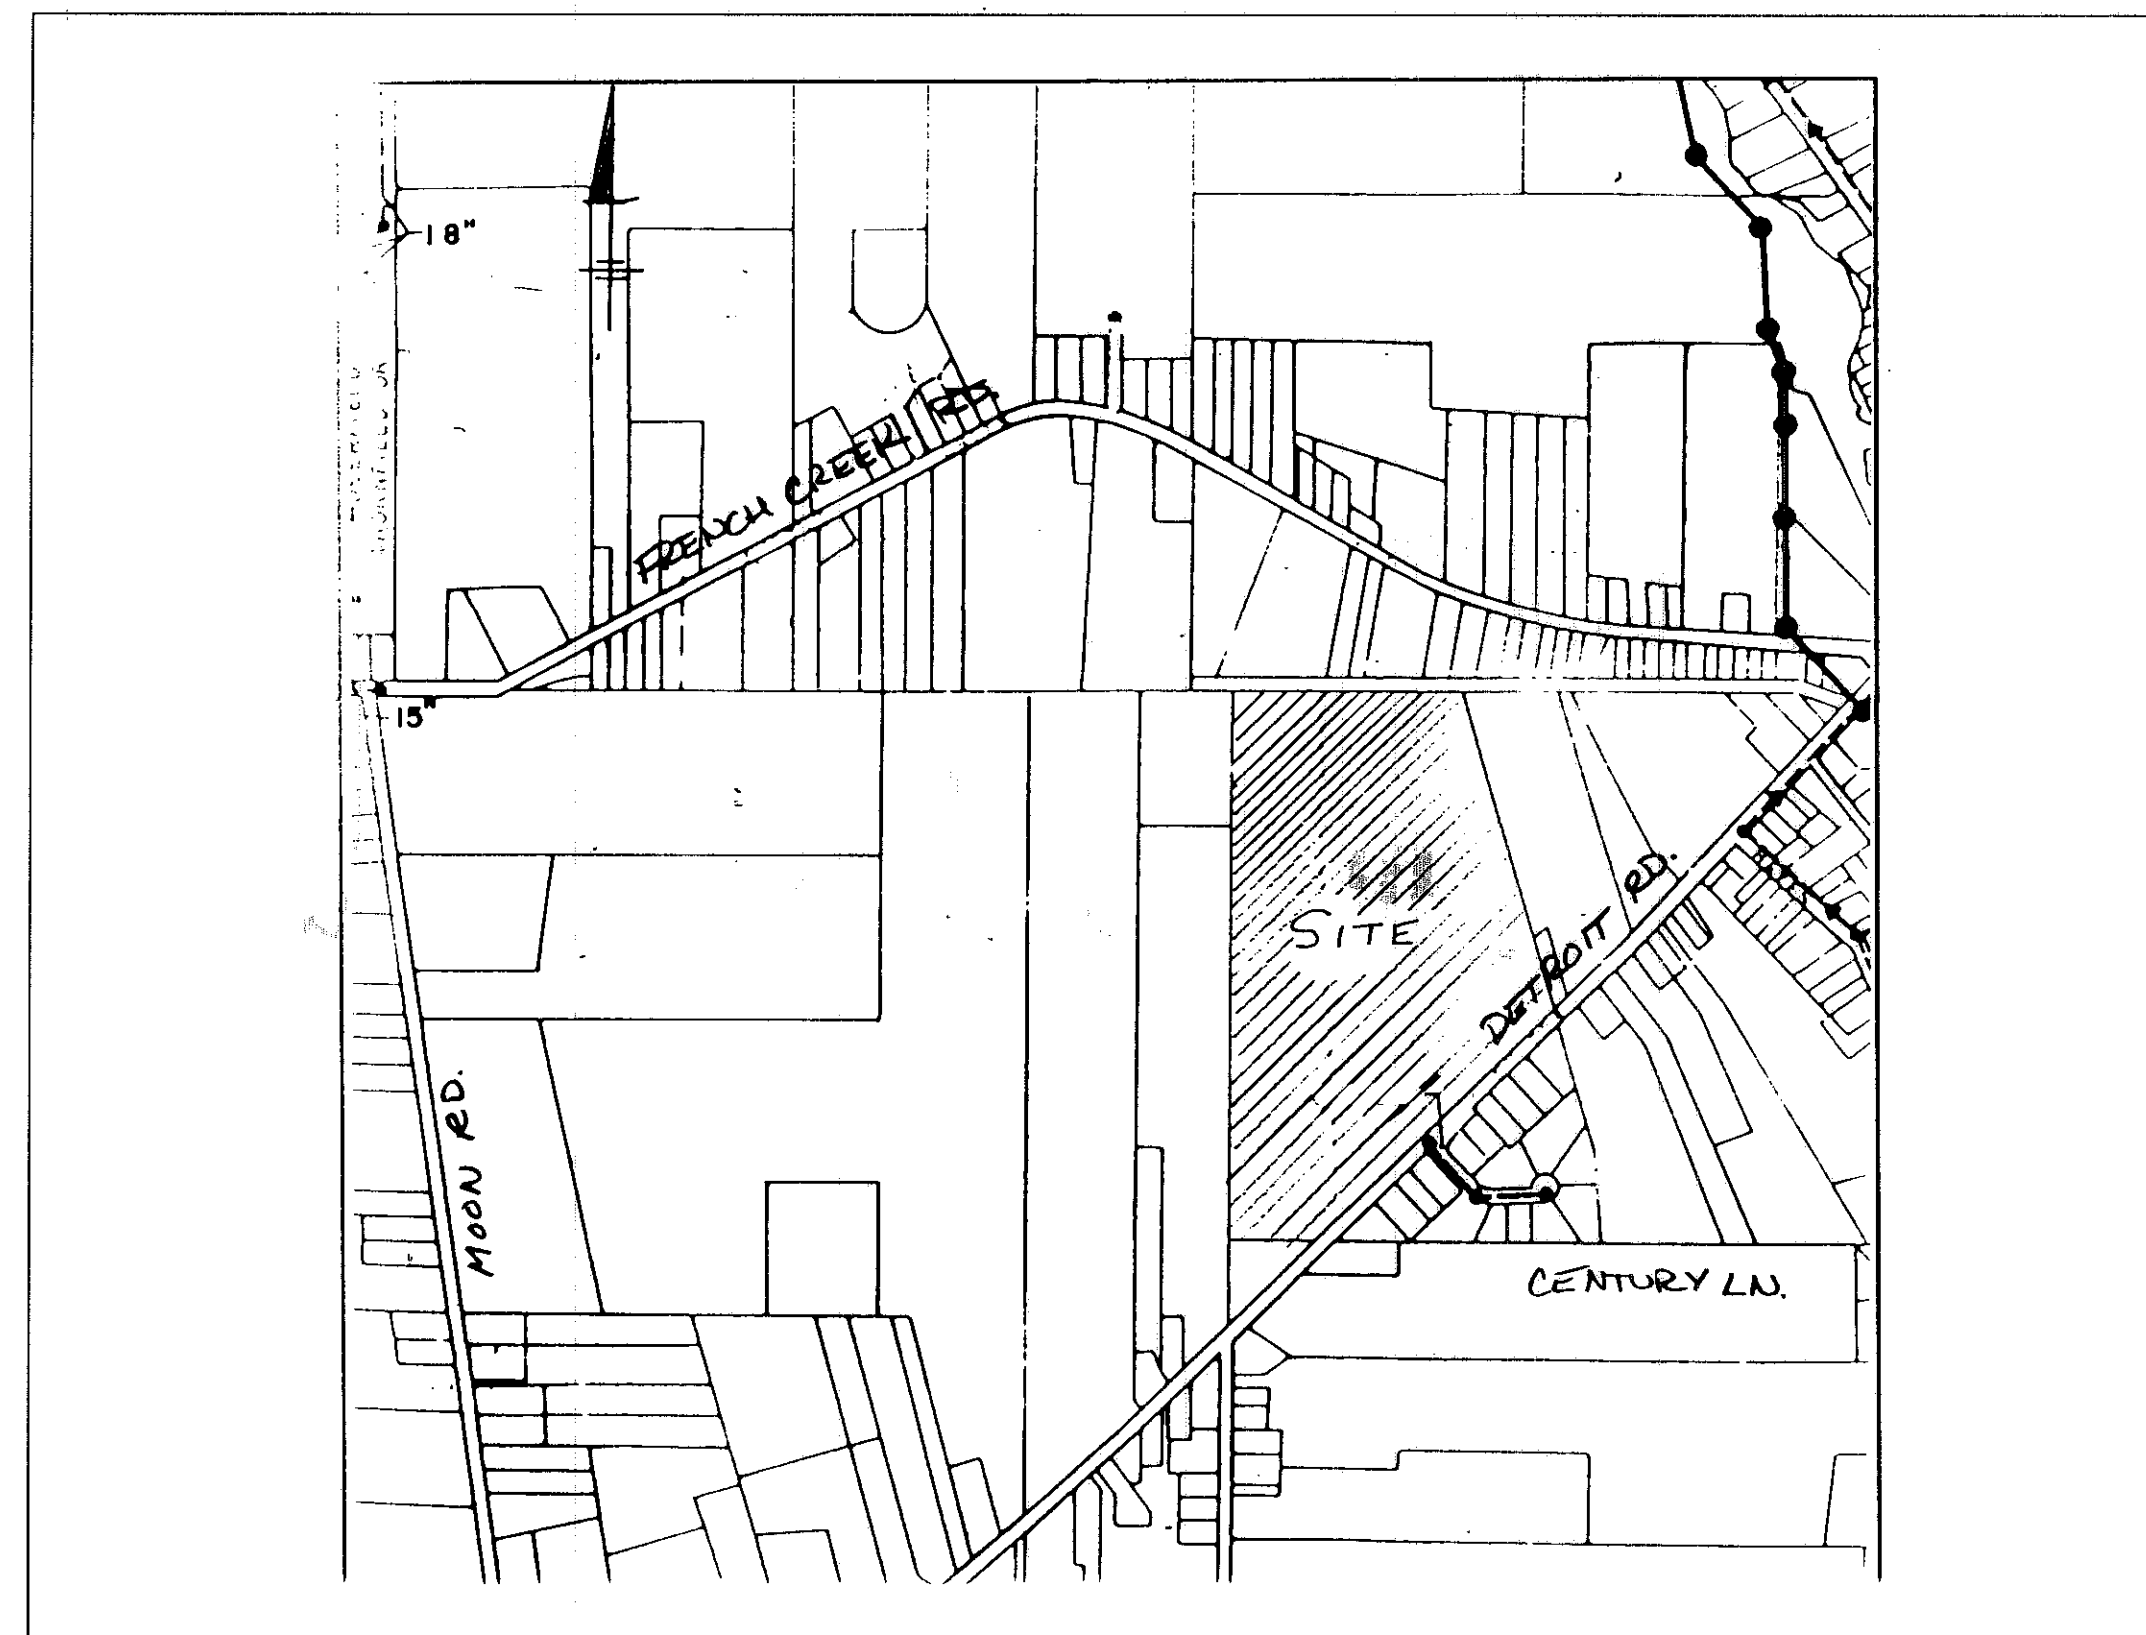 18"
FRENCH CREEK RD.
15"
SITE
DETROIT RD.
MOON RD.
CENTURY LN.